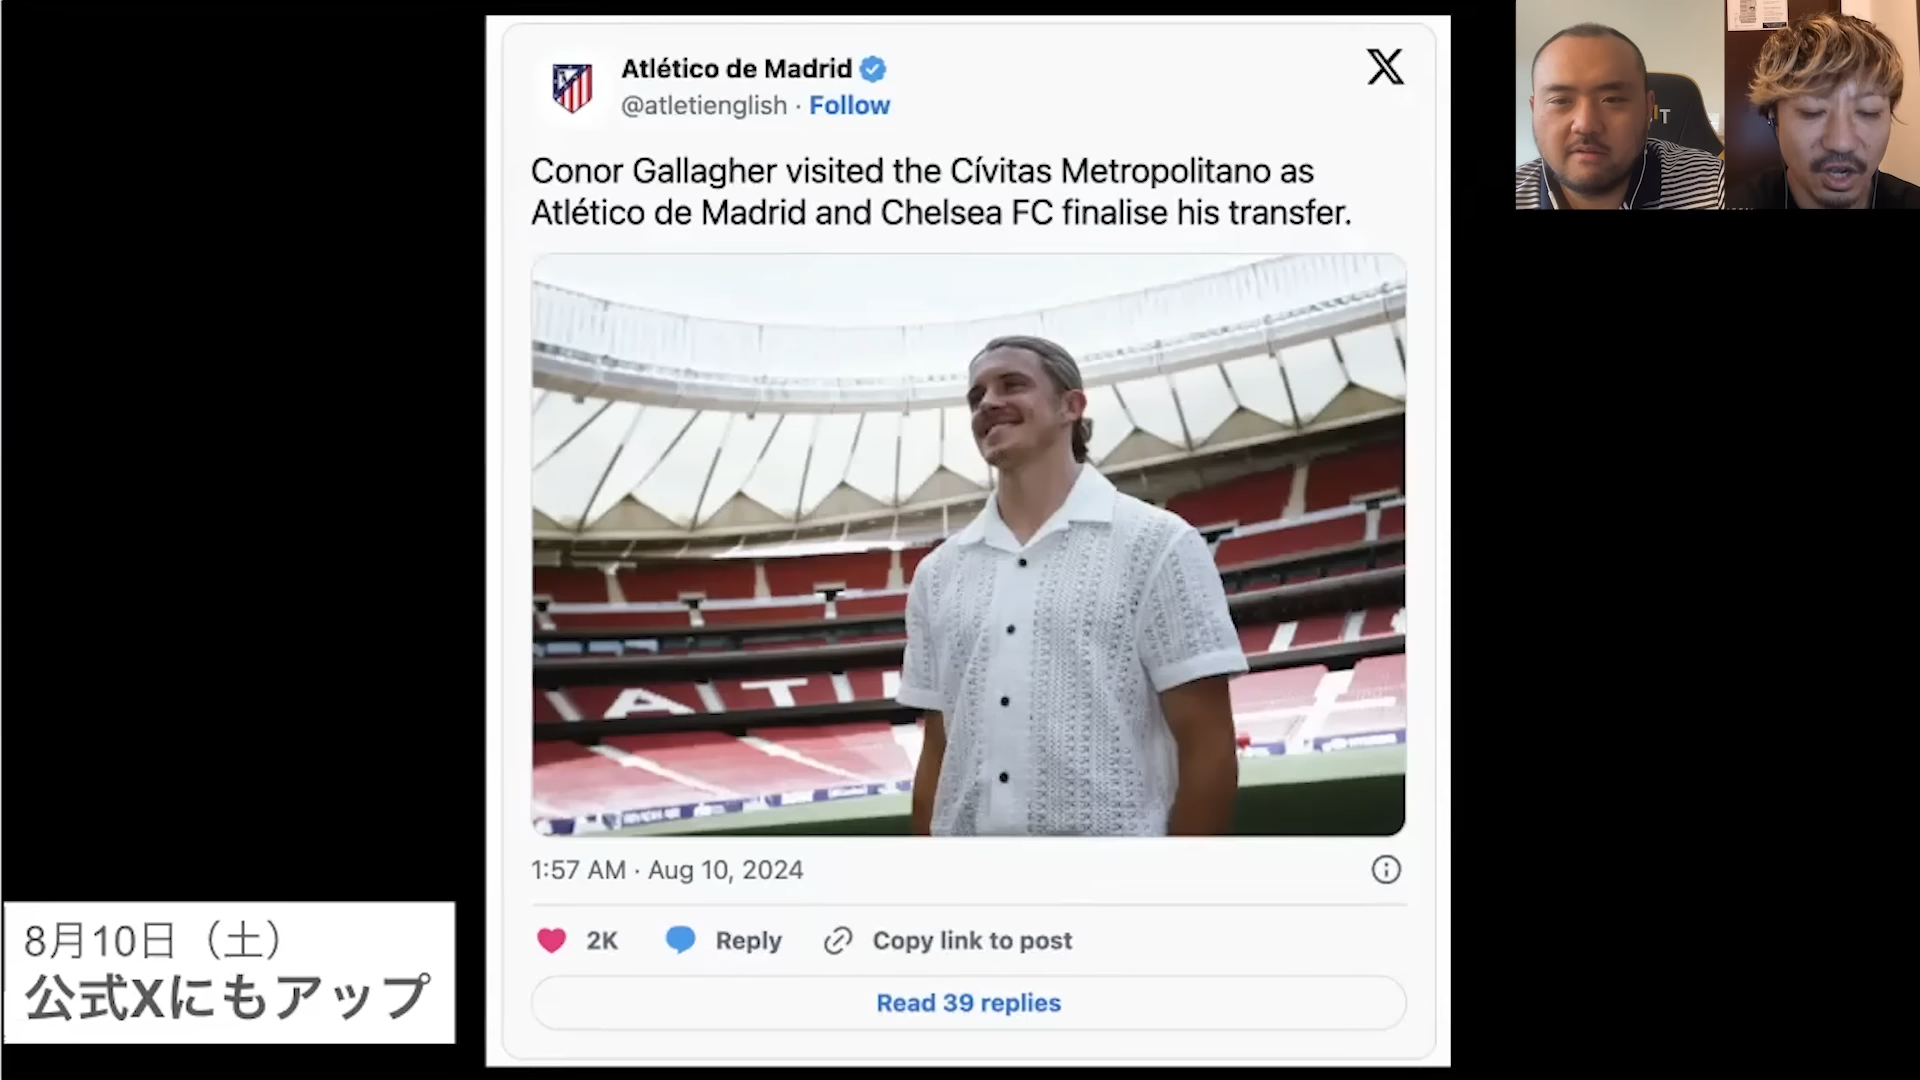 Atlético de Madrid
@atletienglish · Follow
Conor Gallagher visited the Cívitas Metropolitano as
Atlético de Madrid and Chelsea FC finalise his transfer.
ATL
1:57 AM · Aug 10, 2024
2K Reply Copy link to post
Read 39 replies
8月10日（土）
公式Xにもアップ